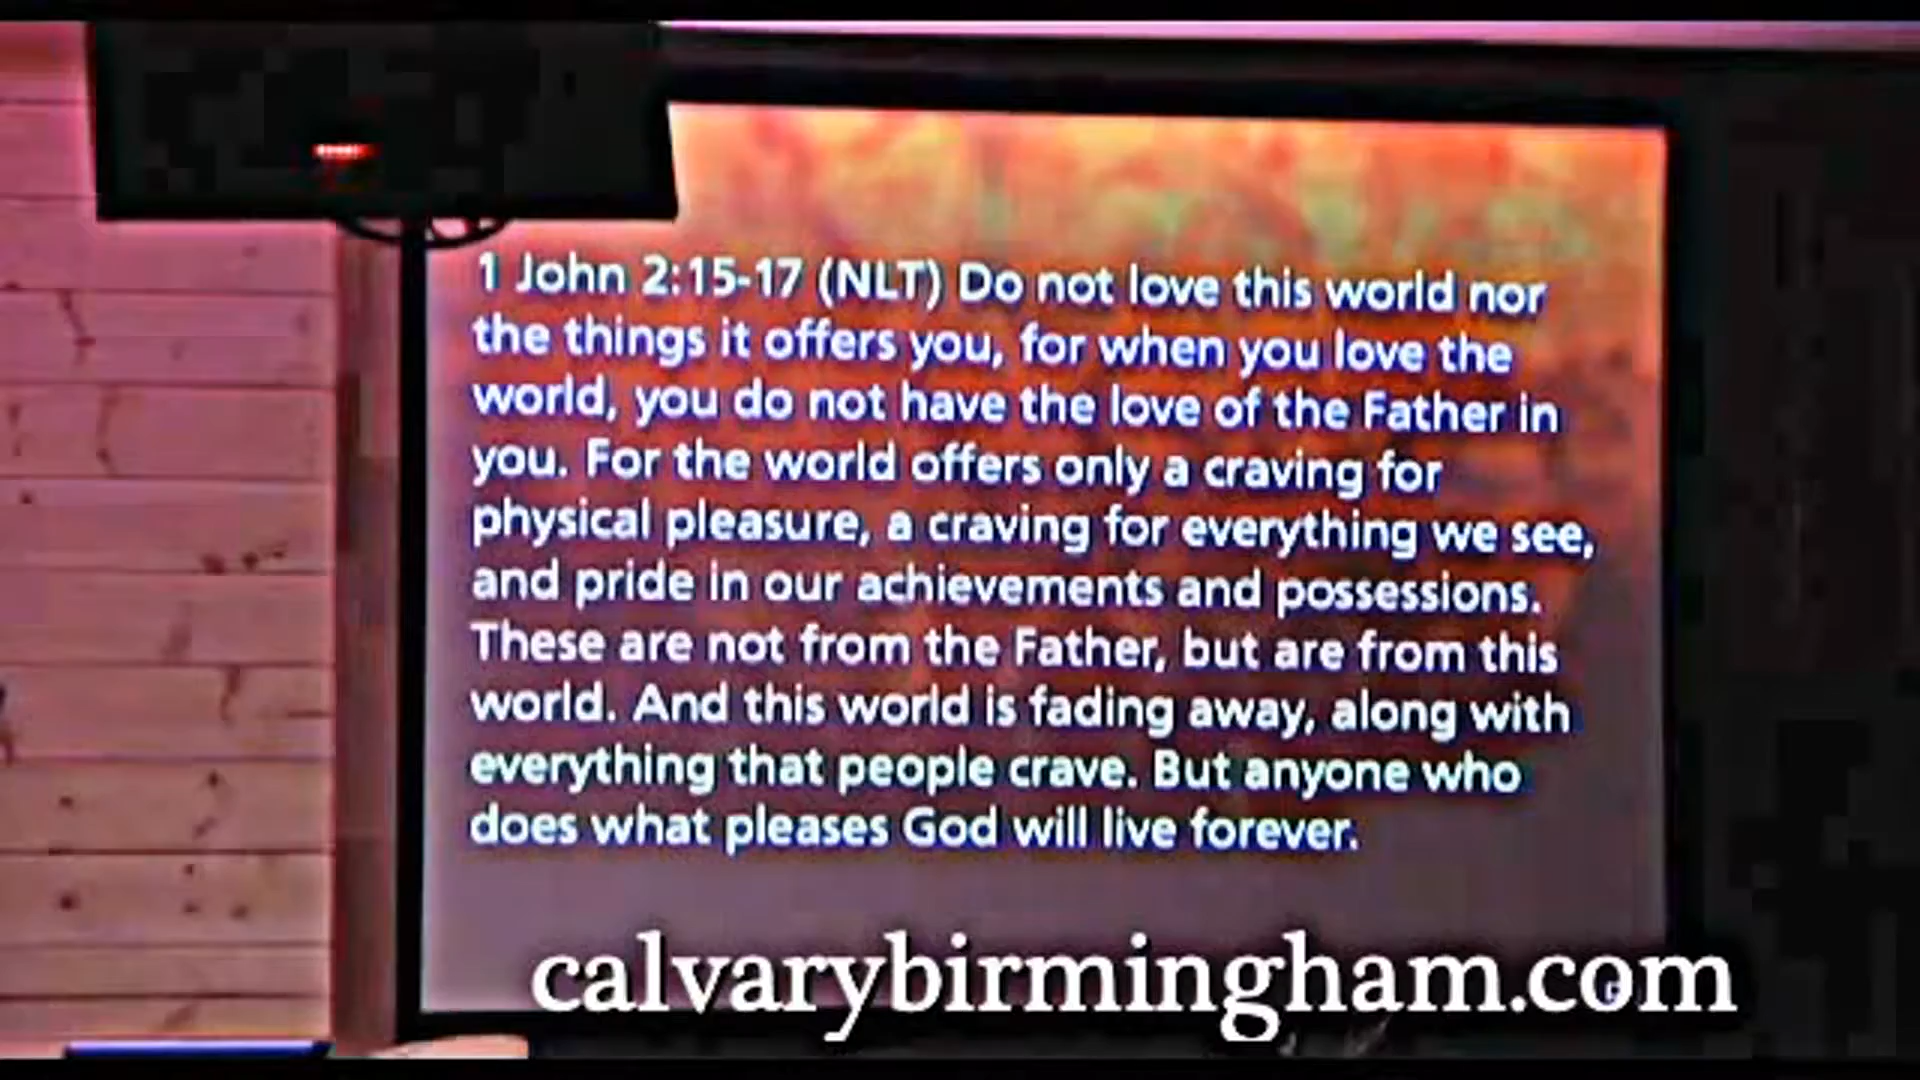 1 John 2:15-17 (NLT) Do not love this world nor
the things it offers you, for when you love the
world, you do not have the love of the Father in
you. For the world offers only a craving for
physical pleasure, a craving for everything we see,
and pride in our achievements and possessions.
These are not from the Father, but are from this
world. And this world is fading away, along with
everything that people crave. But anyone who
does what pleases God will live forever.
calvarybirmingham.com